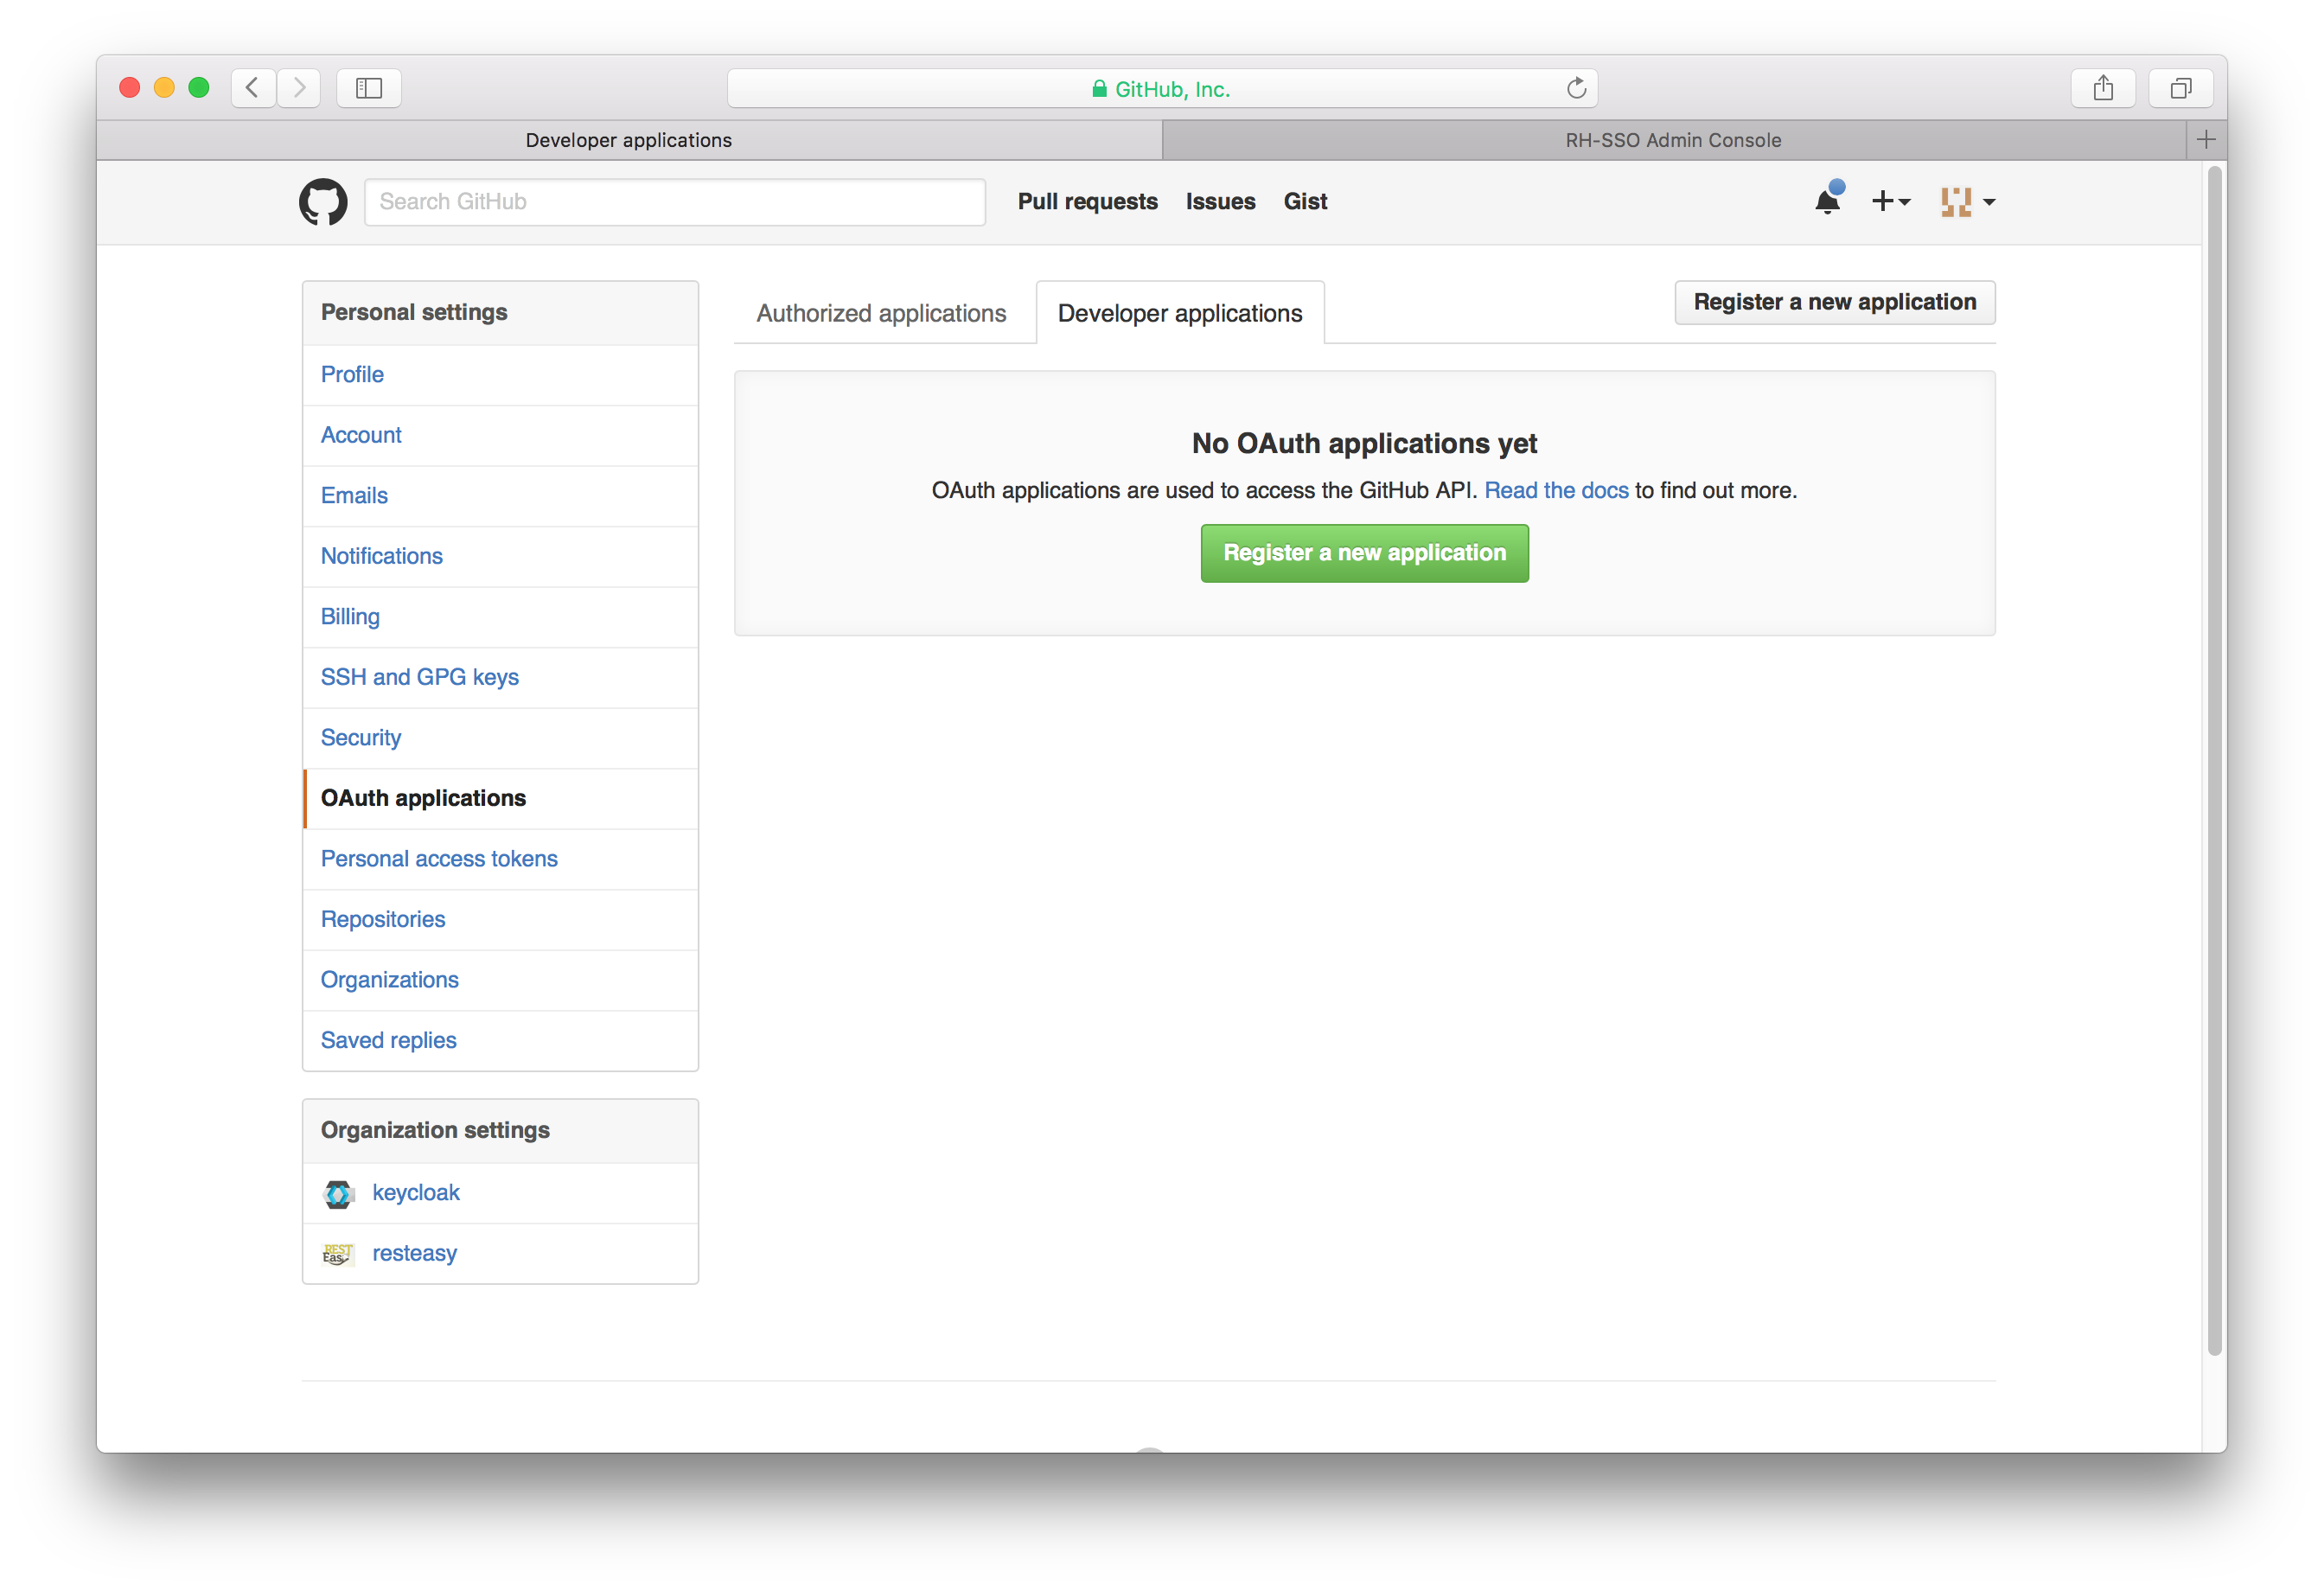 GitHub, Inc.
Developer applications
RH-SSO Admin Console
Search GitHub
Pull requests
Issues
Gist
Personal settings
Profile
Account
Emails
Notifications
Billing
SSH and GPG keys
Security
OAuth applications
Personal access tokens
Repositories
Organizations
Saved replies
Organization settings
keycloak
REST
Easy
resteasy
Authorized applications
Developer applications
Register a new application
No OAuth applications yet
OAuth applications are used to access the GitHub API. Read the docs to find out more.
Register a new application